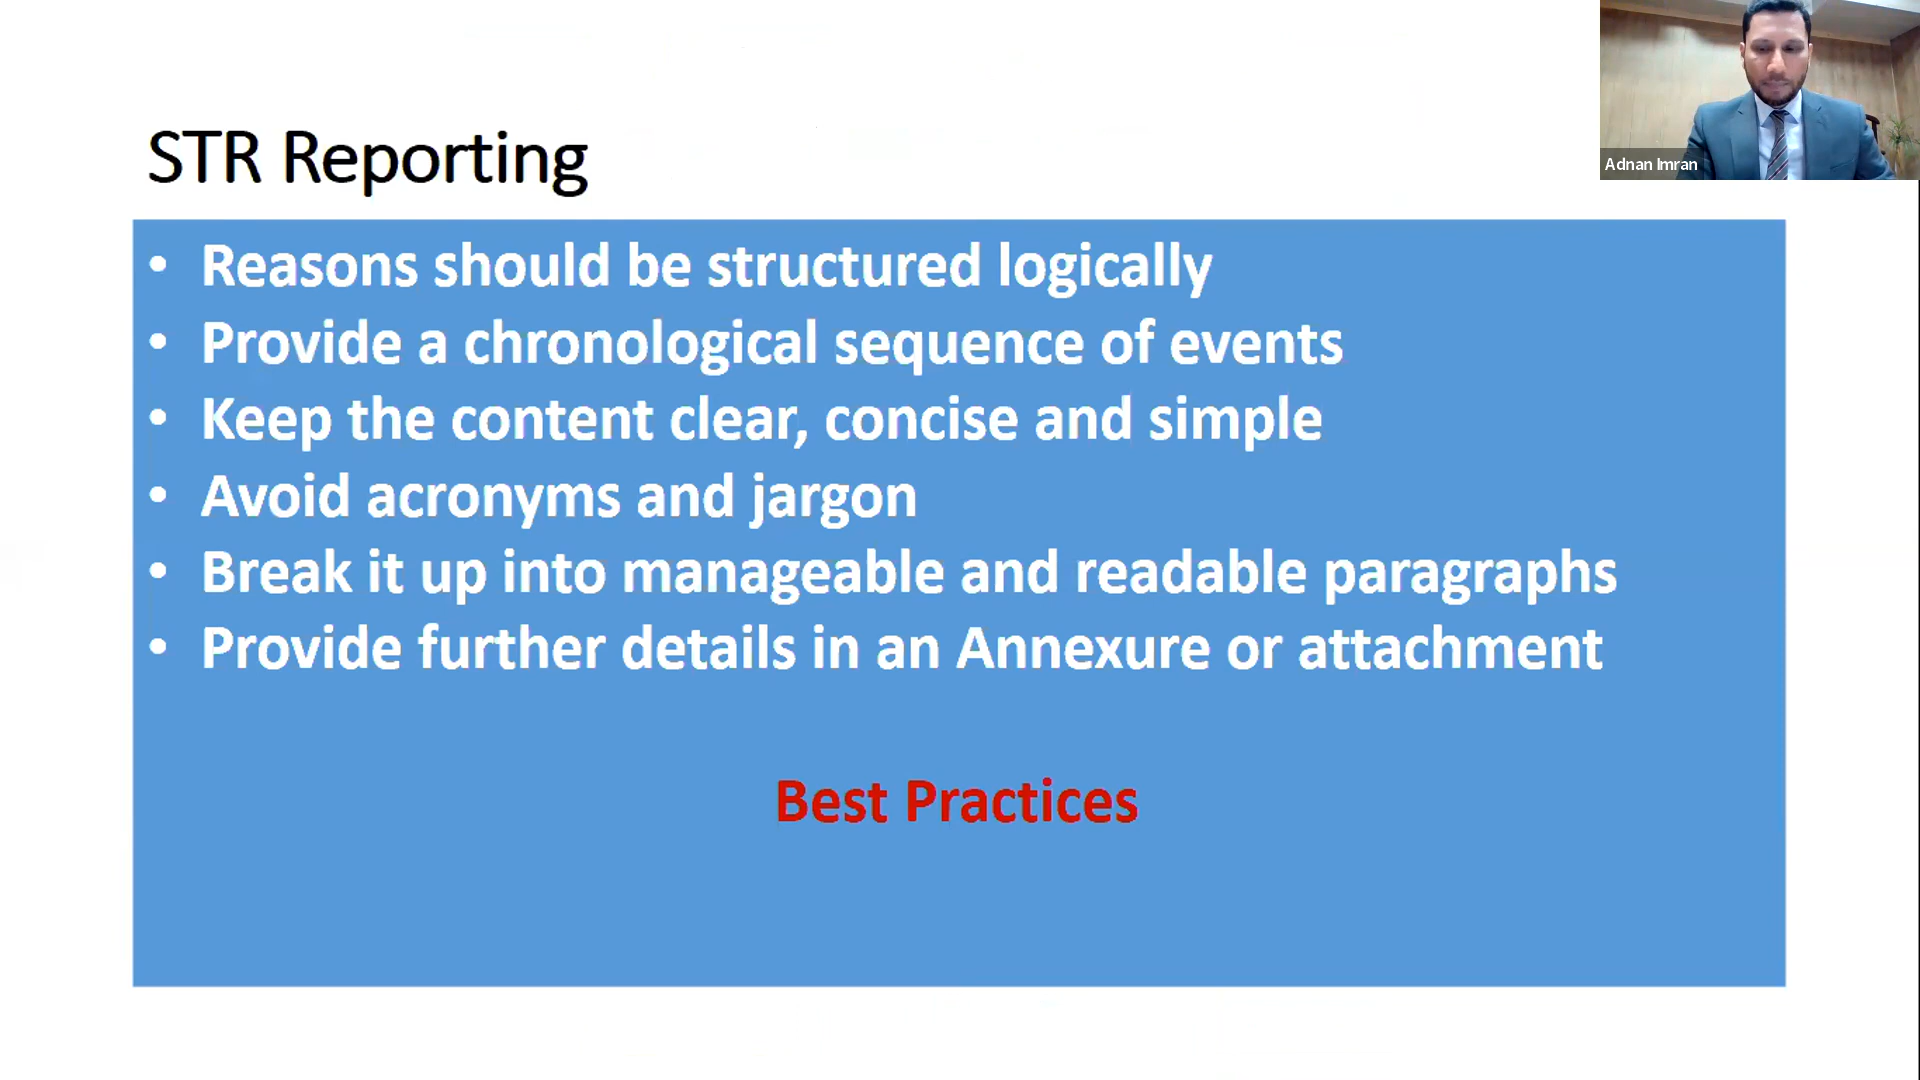 STR Reporting
Adnan Imran
• Reasons should be structured logically
• Provide a chronological sequence of events
• Keep the content clear, concise and simple
• Avoid acronyms and jargon
• Break it up into manageable and readable paragraphs
• Provide further details in an Annexure or attachment
Best Practices